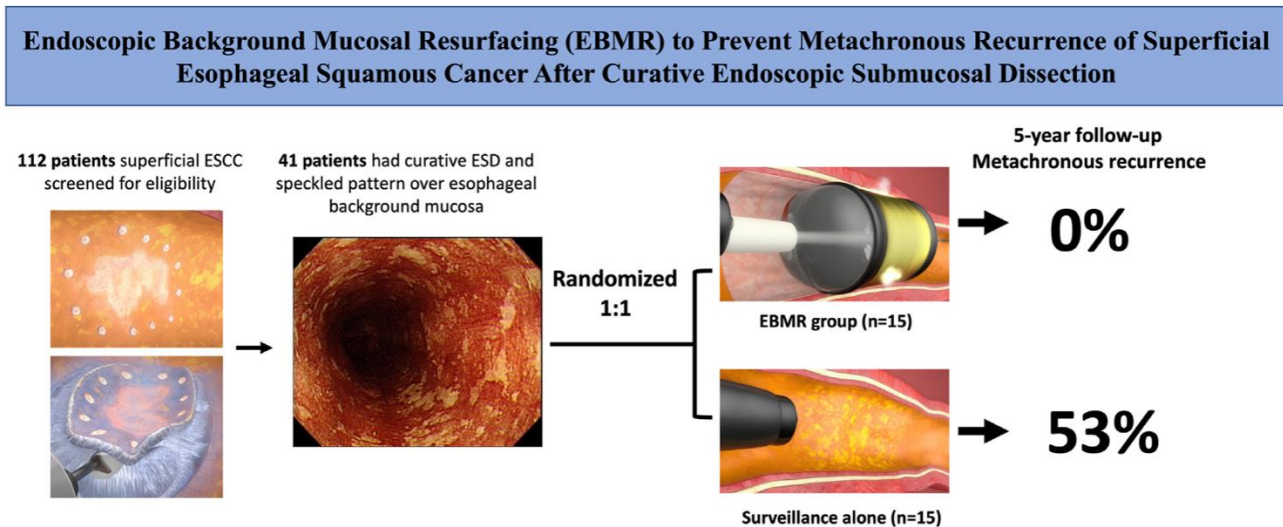 Endoscopic Background Mucosal Resurfacing (EBMR) to Prevent Metachronous Recurrence of Superficial
Esophageal Squamous Cancer After Curative Endoscopic Submucosal Dissection
112 patients superficial ESCC
screened for eligibility
41 patients had curative ESD and
speckled pattern over esophageal
background mucosa
Randomized
1:1
5-year follow-up
Metachronous recurrence
0%
EBMR group (n=15)
53%
Surveillance alone (n=15)